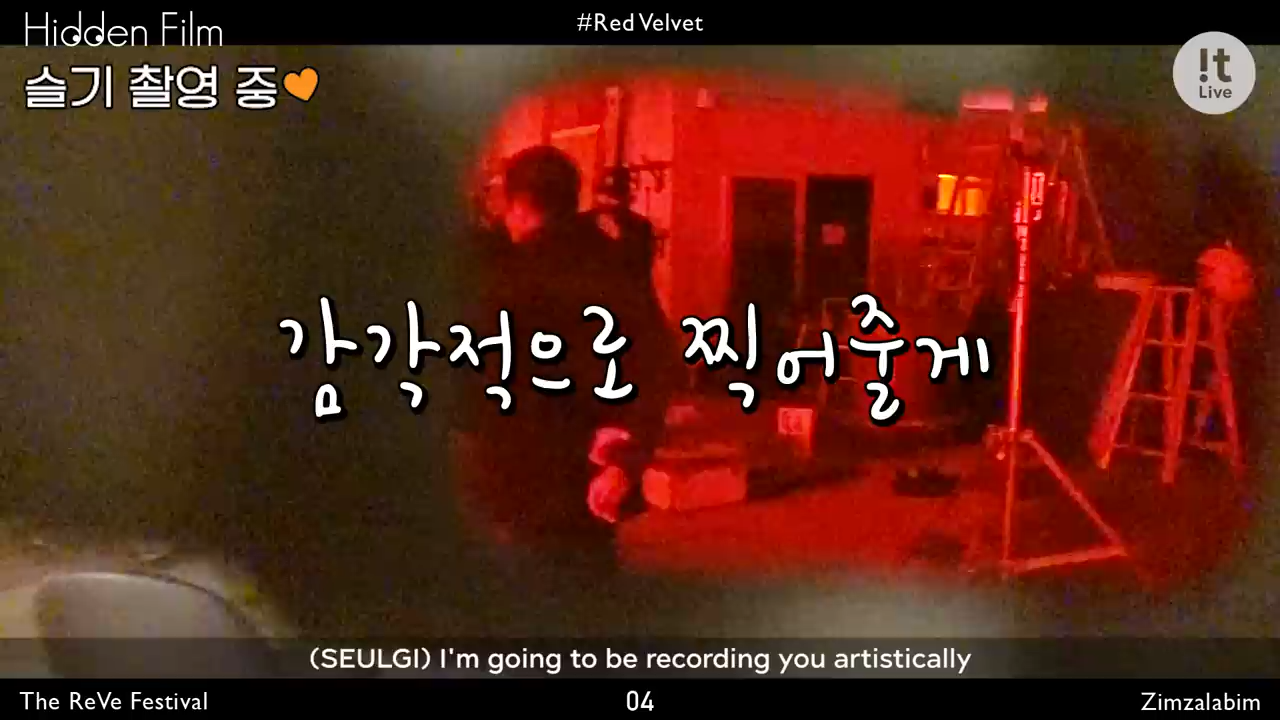 Hidden Film
#Red Velvet
!t
Live
슬기 촬영 중🧡
감각적으로 찍어줄게
(SEULGI) I'm going to be recording you artistically
The ReVe Festival
04
Zimzalabim